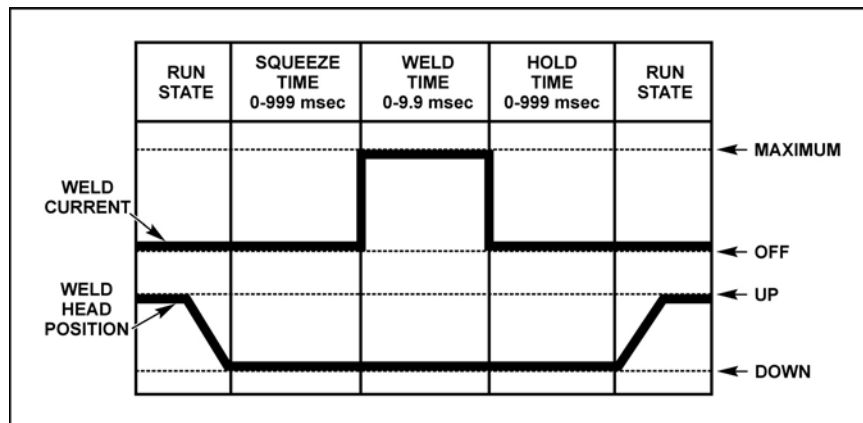 RUN
STATE
SQUEEZE
TIME
0-999 msec
WELD
TIME
0-9.9 msec
HOLD
TIME
0-999 msec
RUN
STATE
MAXIMUM
WELD
CURRENT
OFF
UP
WELD
HEAD
POSITION
DOWN